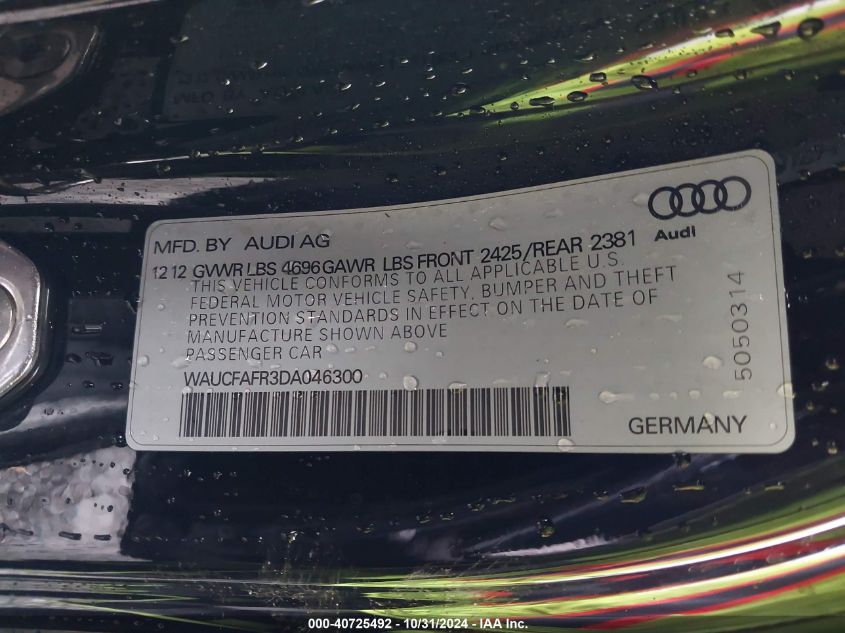 Audi
MFD. BY AUDI AG
12 12 GVWR LBS 4696 GAWR LBS FRONT 2425/REAR 2381
THIS VEHICLE CONFORMS TO ALL APPLICABLE U.S.
FEDERAL MOTOR VEHICLE SAFETY, BUMPER AND THEFT
PREVENTION STANDARDS IN EFFECT ON THE DATE OF
MANUFACTURE SHOWN ABOVE
PASSENGER CAR
WAUCFAFR3DA046300
5050314
GERMANY
000-40725492 - 10/31/2024 - IAA Inc.